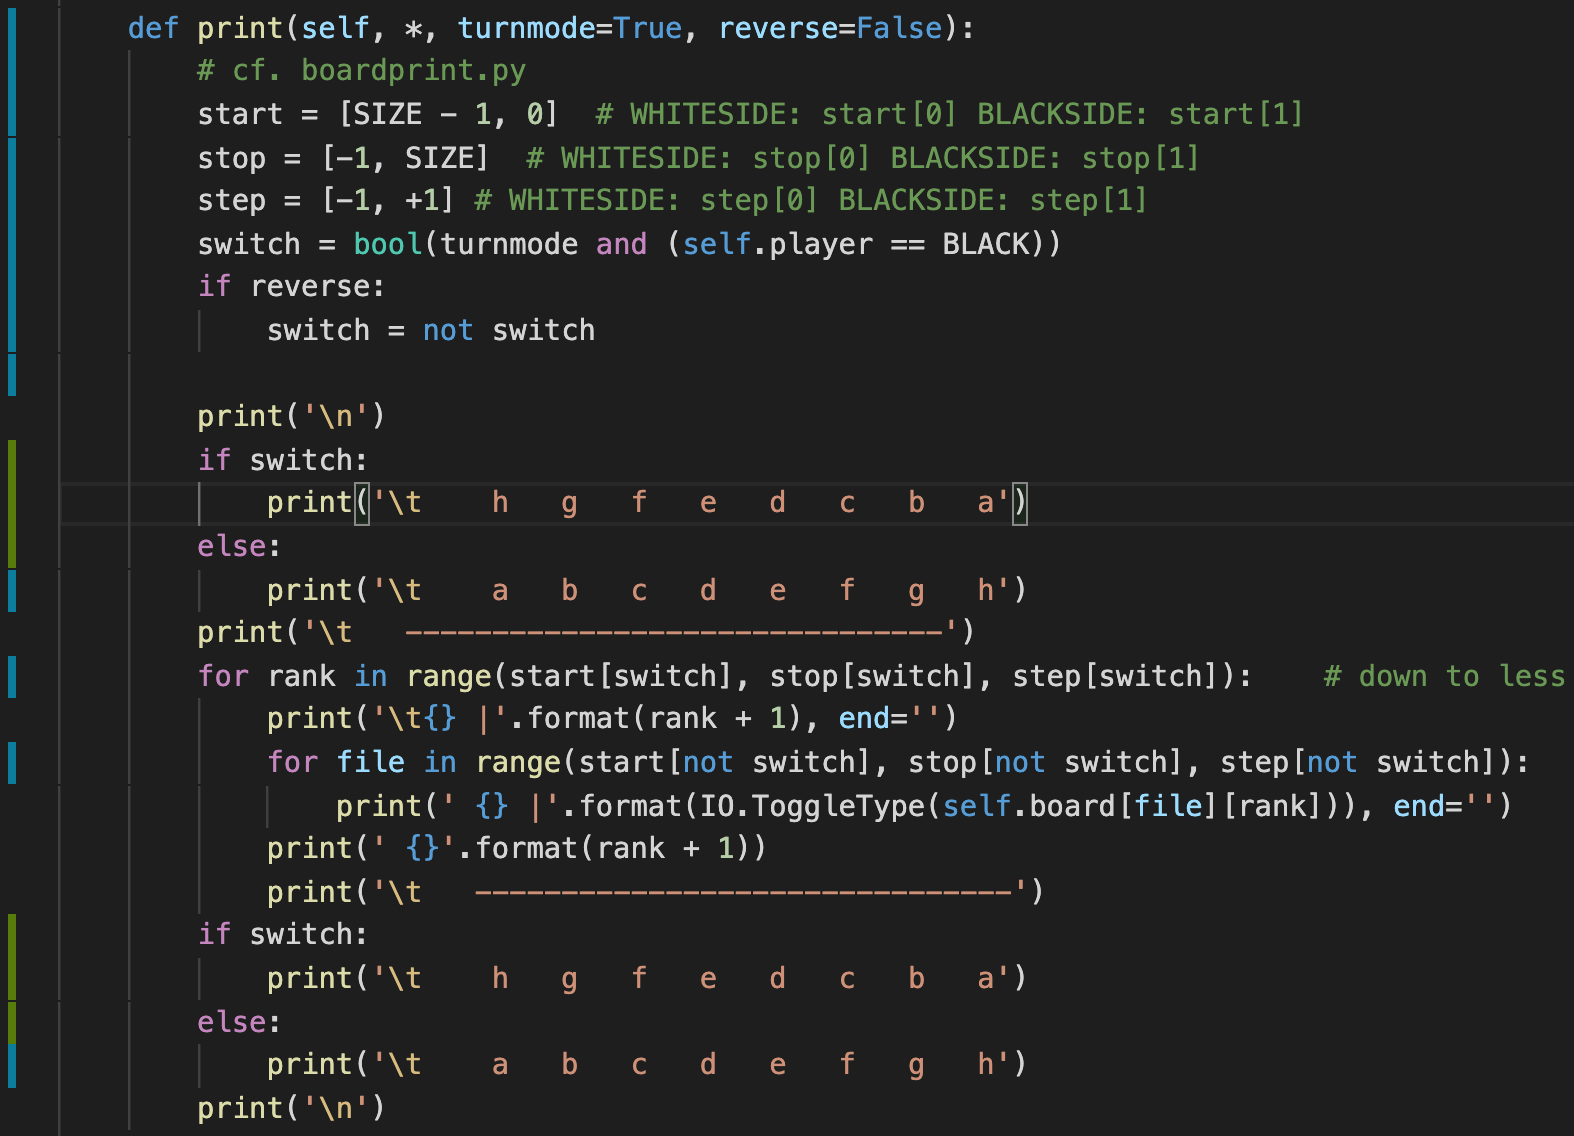 def print(self, *, turnmode=True, reverse=False):
# cf. boardprint.py
start = [SIZE - 1, 0]  # WHITESIDE: start[0] BLACKSIDE: start[1]
stop = [-1, SIZE]  # WHITESIDE: stop[0] BLACKSIDE: stop[1]
step = [-1, +1] # WHITESIDE: step[0] BLACKSIDE: step[1]
switch = bool(turnmode and (self.player == BLACK))
if reverse:
switch = not switch
print('\n')
if switch:
print('\t    h   g   f   e   d   c   b   a')
else:
print('\t    a   b   c   d   e   f   g   h')
print('\t   -------------------------------')
for rank in range(start[switch], stop[switch], step[switch]):    # down to less
print('\t{} |'.format(rank + 1), end='')
for file in range(start[not switch], stop[not switch], step[not switch]):
print(' {} |'.format(IO.ToggleType(self.board[file][rank])), end='')
print(' {}'.format(rank + 1))
print('\t   -------------------------------')
if switch:
print('\t    h   g   f   e   d   c   b   a')
else:
print('\t    a   b   c   d   e   f   g   h')
print('\n')